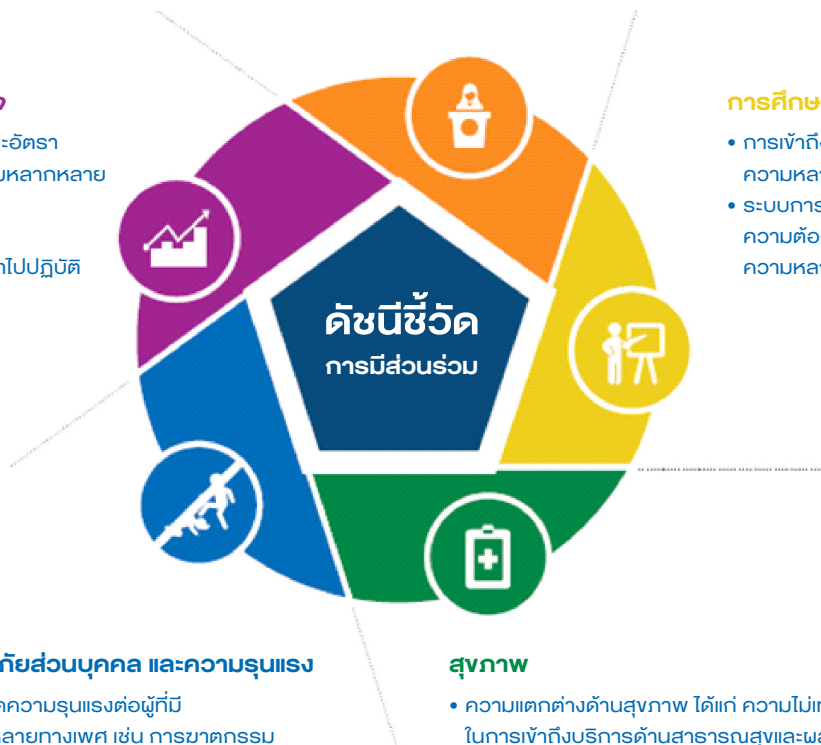 ะอัตรา
มหลากหลาย
าไปปฏิบัติ
การศึกษ
• การเข้าถึ
ความหลา
• ระบบการ
ความต้อ
ความหลา
ดัชนีชี้วัด
การมีส่วนร่วม
ภัยส่วนบุคคล และความรุนแรง
ดความรุนแรงต่อผู้ที่มี
ลายทางเพศ เช่น การฆาตกรรม
สุขภาพ
• ความแตกต่างด้านสุขภาพ ได้แก่ ความไม่เท
ในการเข้าถึงบริการด้านสาธารณสุขและผล